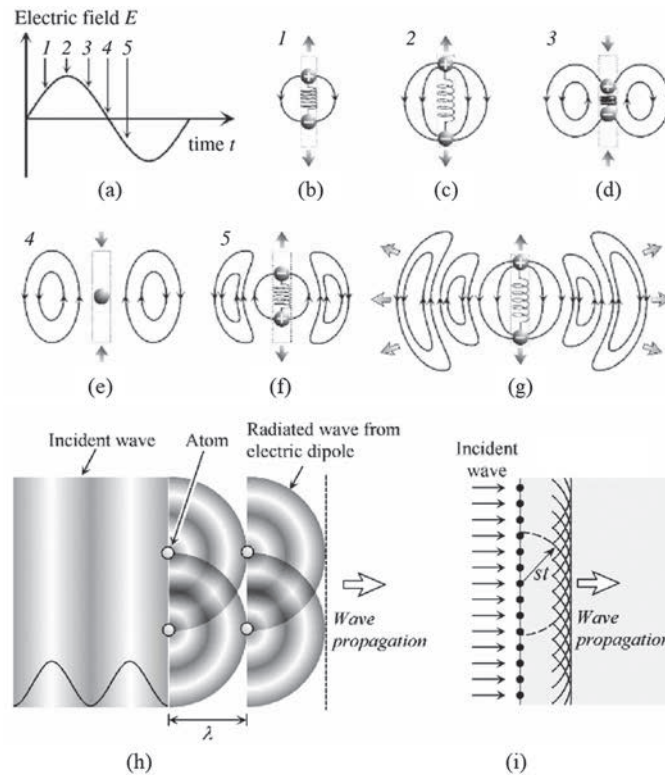 Electric field E
1 2 3 4 5
time t
(a)
1
+
−
(b)
2
+
−
(c)
3
+
−
(d)
4
(e)
5
−
+
(f)
+
−
(g)
Incident wave
Atom
Radiated wave from
electric dipole
Wave
propagation
λ
(h)
Incident
wave
st
Wave
propagation
(i)